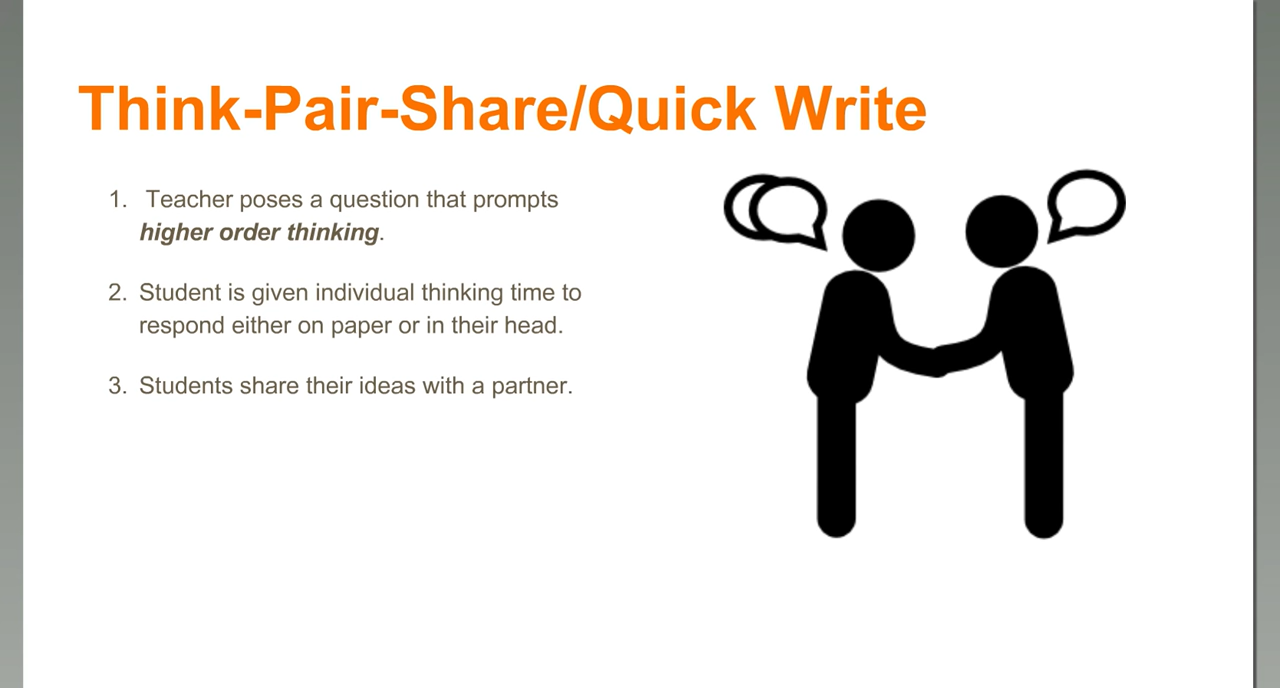 Think-Pair-Share/Quick Write
1. Teacher poses a question that prompts
higher order thinking.
2. Student is given individual thinking time to
respond either on paper or in their head.
3. Students share their ideas with a partner.